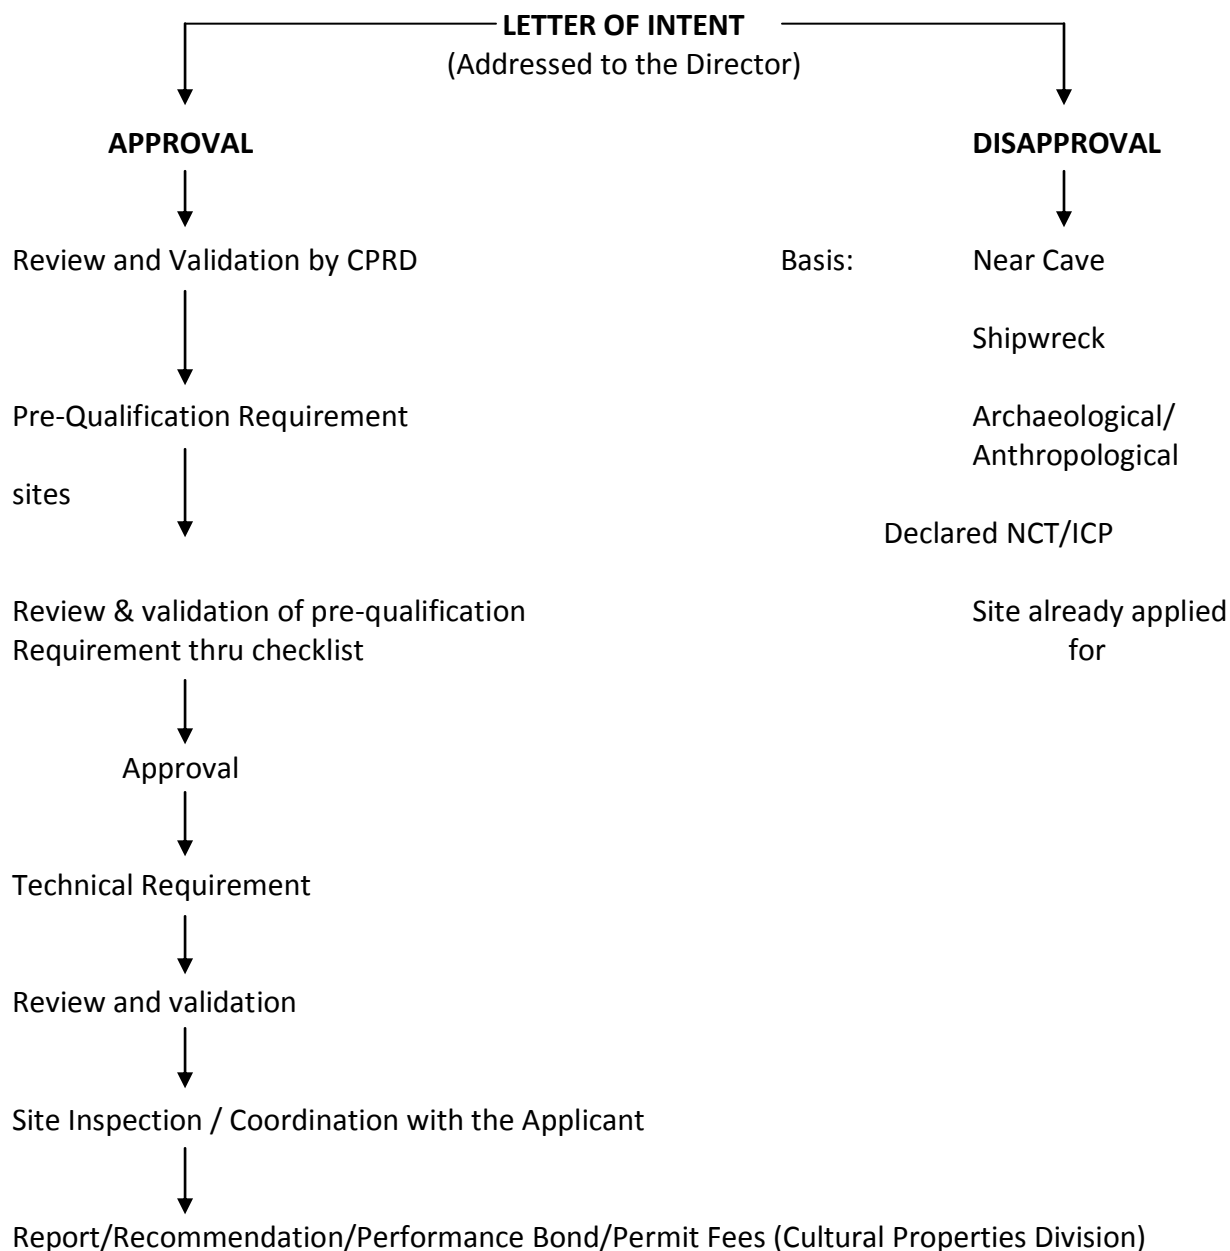 LETTER OF INTENT
(Addressed to the Director)
APPROVAL
DISAPPROVAL
Review and Validation by CPRD
Basis:
Near Cave
Shipwreck
Pre-Qualification Requirement
Archaeological/
Anthropological
sites
Declared NCT/ICP
Review & validation of pre-qualification
Requirement thru checklist
Site already applied
for
Approval
Technical Requirement
Review and validation
Site Inspection / Coordination with the Applicant
Report/Recommendation/Performance Bond/Permit Fees (Cultural Properties Division)